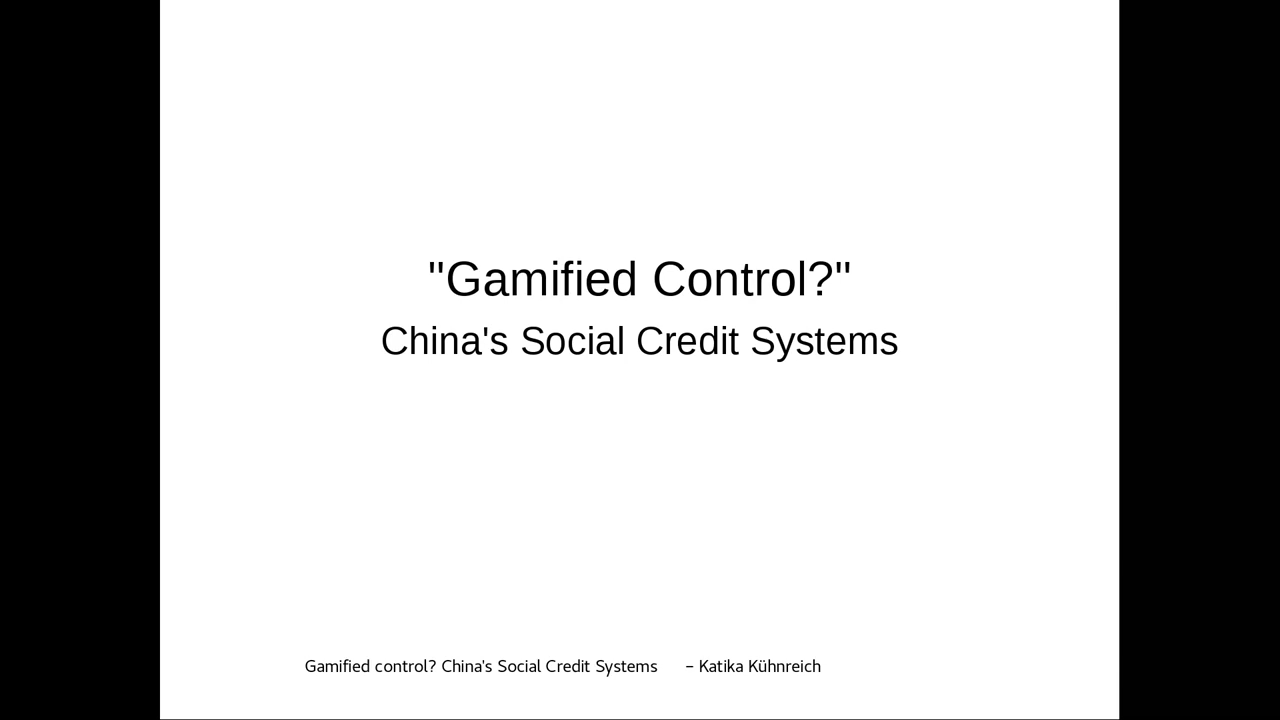 "Gamified Control?"
China's Social Credit Systems
Gamified control? China's Social Credit Systems – Katika Kühnreich